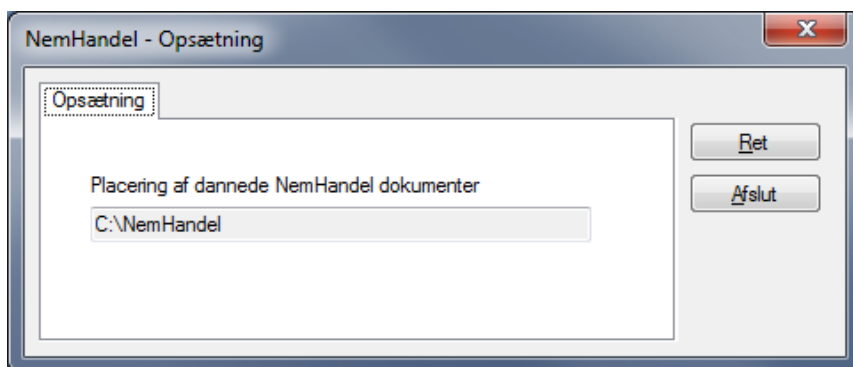 NemHandel - Opsætning
Opsætning
Ret
Placering af dannede NemHandel dokumenter
Afslut
C:\NemHandel